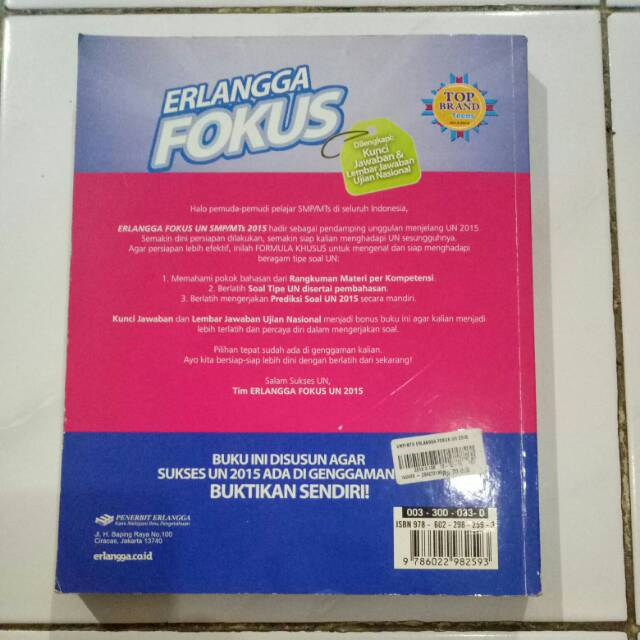 ERLANGGA
FOKUS
TOP
BRAND
Teens
Dilengkapi:
Kunci
Jawaban &
Lembar Jawaban
Ujian Nasional
Halo pemuda-pemudi pelajar SMP/MTs di seluruh Indonesia,
ERLANGGA FOKUS UN SMP/MTs 2015 hadir sebagai pendamping unggulan menjelang UN 2015.
Semakin dini persiapan dilakukan, semakin siap kalian menghadapi UN sesungguhnya.
Agar persiapan lebih efektif, inilah FORMULA KHUSUS untuk mengenal dan siap menghadapi
beragam tipe soal UN:
1. Memahami pokok bahasan dari Rangkuman Materi per Kompetensi.
2. Berlatih Soal Tipe UN disertai pembahasan.
3. Berlatih mengerjakan Prediksi Soal UN 2015 secara mandiri.
Kunci Jawaban dan Lembar Jawaban Ujian Nasional menjadi bonus buku ini agar kalian menjadi
lebih terlatih dan percaya diri dalam mengerjakan soal.
Pilihan tepat sudah ada di genggaman kalian.
Ayo kita bersiap-siap lebih dini dengan berlatih dari sekarang!
Salam Sukses UN,
Tim ERLANGGA FOKUS UN 2015
BUKU INI DISUSUN AGAR
SUKSES UN 2015 ADA DI GENGGAMAN
BUKTIKAN SENDIRI!
PENERBIT ERLANGGA
Kami Melayani Ilmu Pengetahuan
Jl. H. Baping Raya No.100
Ciracas, Jakarta 13740
erlangga.co.id
003-300-033-0
ISBN 978-602-298-259-3
9 786022 982593